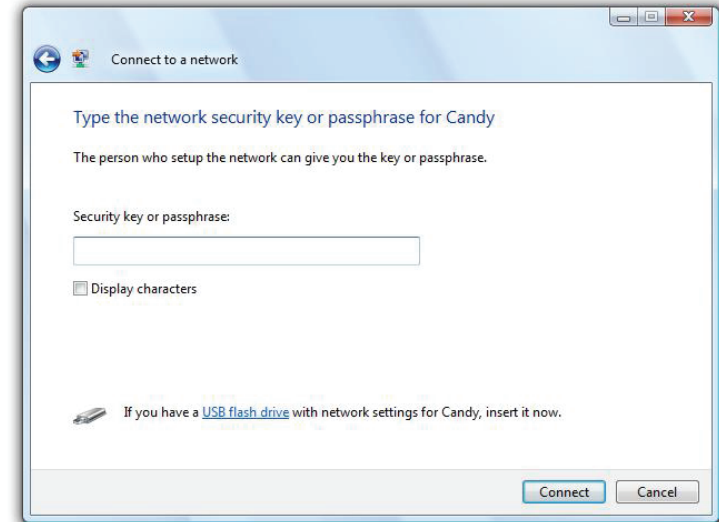 Connect to a network
Type the network security key or passphrase for Candy
The person who setup the network can give you the key or passphrase.
Security key or passphrase:
Display characters
If you have a USB flash drive with network settings for Candy, insert it now.
Connect Cancel